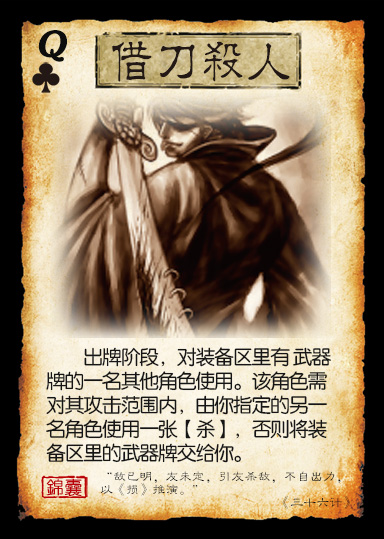 Q
借刀殺人
出牌阶段，对装备区里有武器
牌的一名其他角色使用。该角色需
对其攻击范围内，由你指定的另一
名角色使用一张【杀】，否则将装
备区里的武器牌交给你。
“敌已明，友未定，引友杀敌，不自出力，
以《损》推演。”
錦囊
《三十六计》